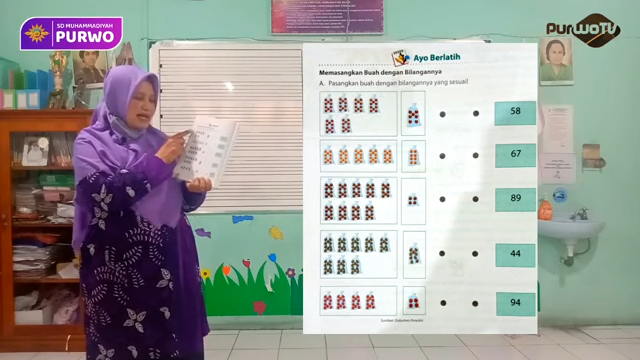 SD MUHAMMADIYAH
PURWO
PURWOTV
Ayo Berlatih
Memasangkan Buah dengan Bilangannya
A. Pasangkan buah dengan bilangannya yang sesuai!
58
67
89
44
94